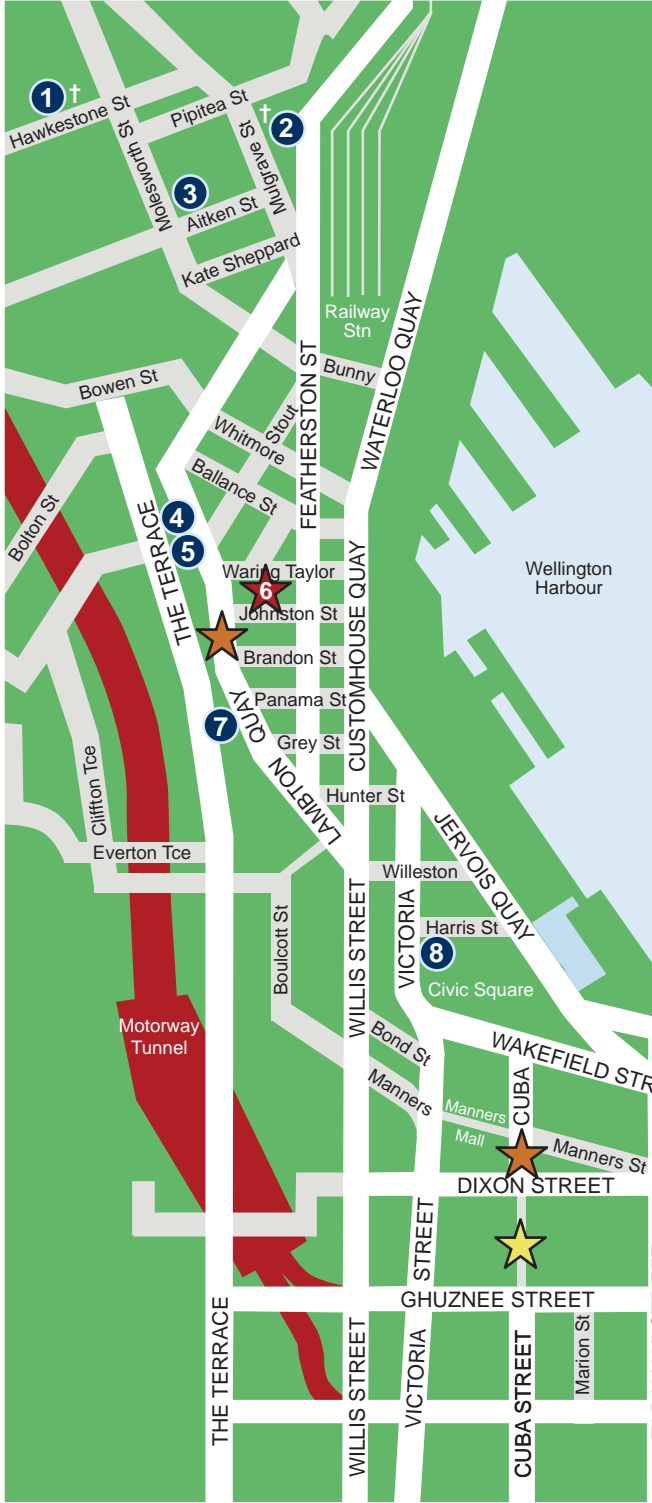 1 †
Hawkestone St
Pipitea St
† 2
Molesworth St
Mulgrave St
3
Aitken St
Kate Sheppard
Railway
Stn
WATERLOO QUAY
Bunny
FEATHERSTON ST
Bowen St
Stout
Whitmore
Ballance St
Bolton St
THE TERRACE
4
5
Waring Taylor
6
Johnston St
Brandon St
Wellington
Harbour
CUSTOMHOUSE QUAY
Panama St
7
LAMBTON QUAY
Grey St
Cliffton Tce
Hunter St
JERVOIS QUAY
Everton Tce
Willeston
Boulcott St
WILLIS STREET
VICTORIA
Harris St
8
Civic Square
Motorway
Tunnel
Bond St
WAKEFIELD STR
Manners
Manners
Mall
CUBA
Manners St
DIXON STREET
STREET
GHUZNEE STREET
THE TERRACE
WILLIS STREET
VICTORIA
CUBA STREET
Marion St